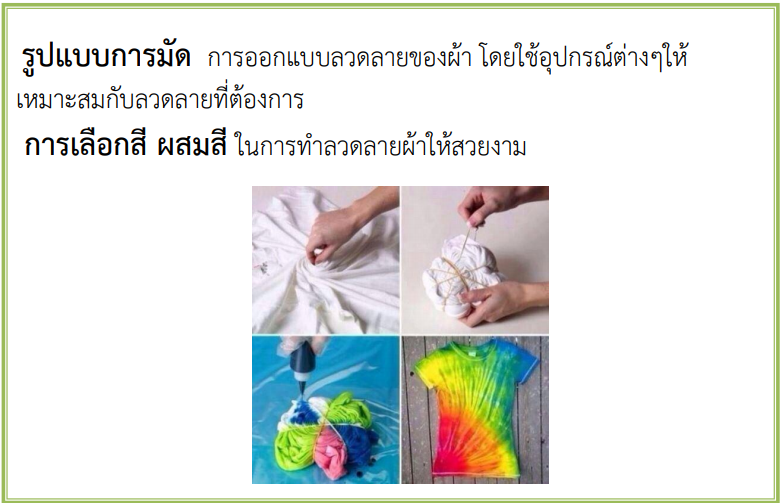 รูปแบบการมัด การออกแบบลวดลายของผ้า โดยใช้อุปกรณ์ต่างๆให้
เหมาะสมกับลวดลายที่ต้องการ
การเลือกสี ผสมสี ในการทำลวดลายผ้าให้สวยงาม